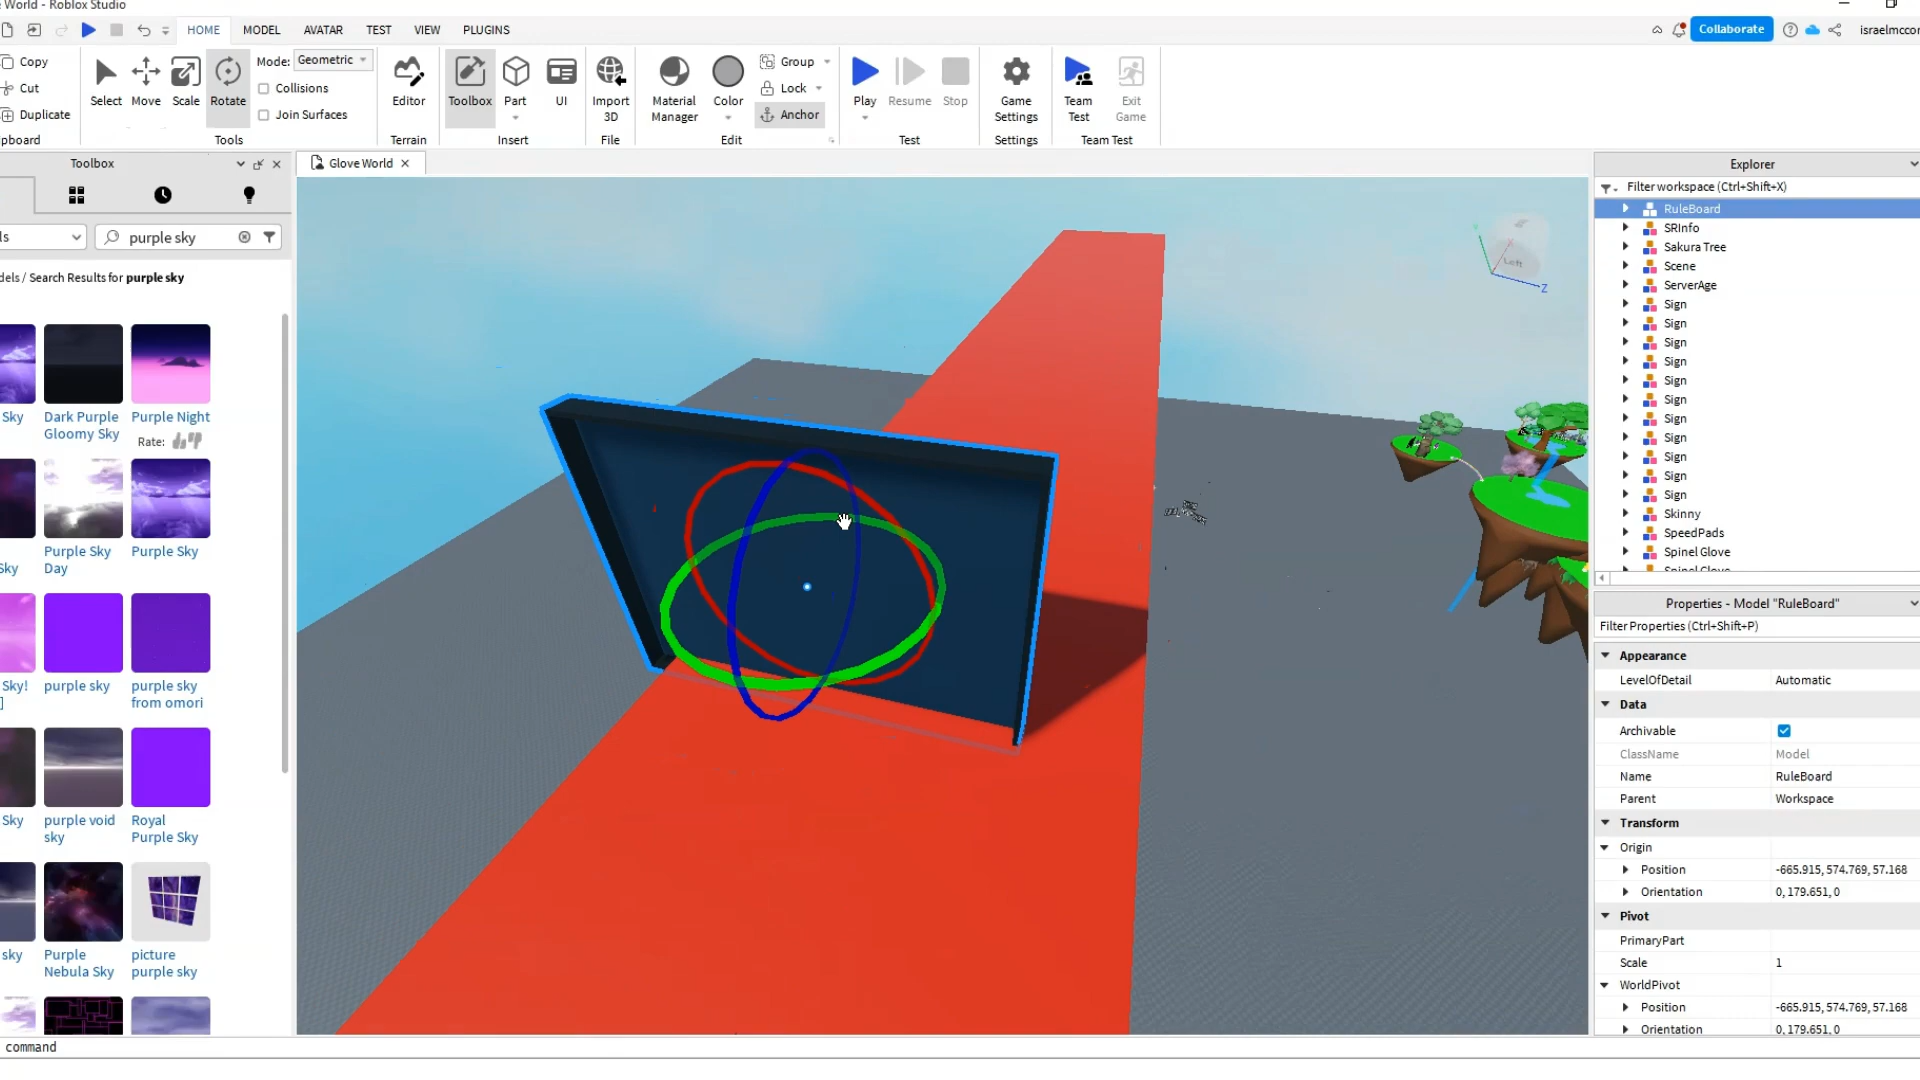 World - Roblox Studio
HOME
MODEL
AVATAR
TEST
VIEW
PLUGINS
Collaborate
israelmccor
Copy
Cut
Duplicate
pboard
Select
Move
Scale
Rotate
Mode:
Geometric
Collisions
Join Surfaces
Tools
Editor
Terrain
Toolbox
Part
UI
Insert
Import
3D
File
Material
Manager
Color
Group
Lock
Anchor
Edit
Play
Resume
Stop
Test
Game
Settings
Settings
Team
Test
Exit
Game
Team Test
Toolbox
ls
purple sky
dels / Search Results for purple sky
Sky
Dark Purple
Gloomy Sky
Purple Night
Rate:
Sky
Purple Sky
Day
Purple Sky
Sky!
]
purple sky
purple sky
from omori
Sky
purple void
sky
Royal
Purple Sky
sky
Purple
Nebula Sky
picture
purple sky
Glove World
Left
Z
Explorer
Filter workspace (Ctrl+Shift+X)
RuleBoard
SRInfo
Sakura Tree
Scene
ServerAge
Sign
Sign
Sign
Sign
Sign
Sign
Sign
Sign
Sign
Sign
Sign
Skinny
SpeedPads
Spinel Glove
Spinel Glove
Properties - Model "RuleBoard"
Filter Properties (Ctrl+Shift+P)
Appearance
LevelOfDetail Automatic
Data
Archivable
ClassName Model
Name RuleBoard
Parent Workspace
Transform
Origin
Position -665.915, 574.769, 57.168
Orientation 0, 179.651, 0
Pivot
PrimaryPart
Scale 1
WorldPivot
Position -665.915, 574.769, 57.168
Orientation 0, 179.651, 0
command